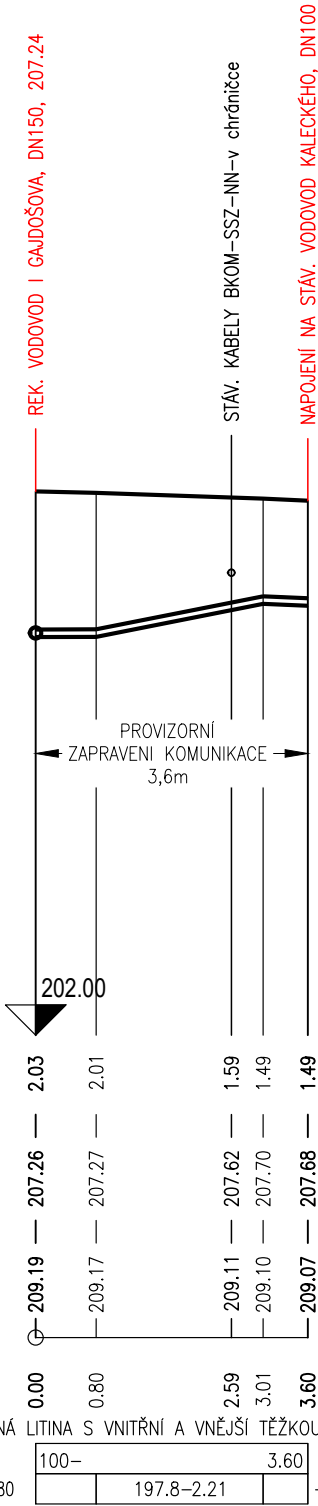 REK. VODOVOD I GAJDOŠOVA, DN150, 207.24
STÁV. KABELY BKOM-SSZ-NN-v chráničce
NAPOJENÍ NA STÁV. VODOVOD KALECKÉHO, DN100
PROVIZORNÍ
ZAPRAVENI KOMUNIKACE
3,6m
202.00
2.03 2.01 1.59 1.49 1.49
207.26 207.27 207.62 207.70 207.68
209.19 209.17 209.11 209.10 209.07
0.00 0.80 2.59 3.01 3.60
NÁ LITINA S VNITŘNÍ A VNĚJŠÍ TĚŽKOU
100- 3.60
80 197.8-2.21